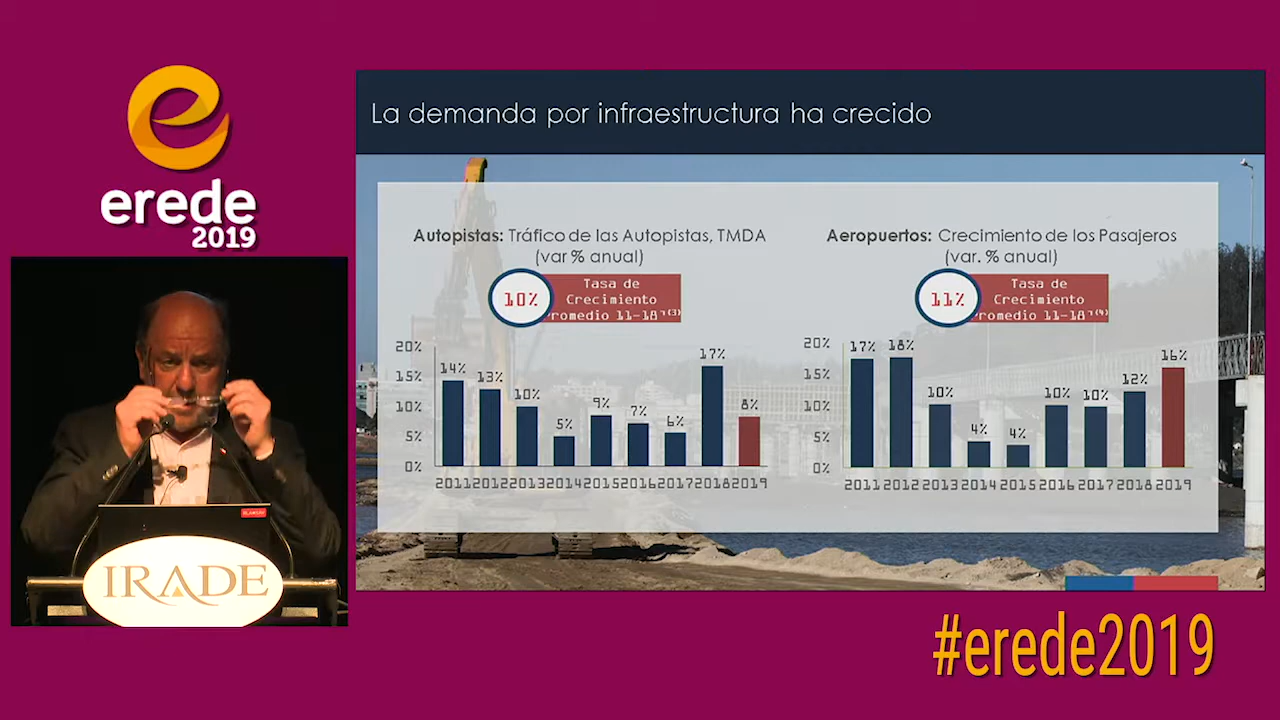 erede
2019
La demanda por infraestructura ha crecido
Autopistas: Tráfico de las Autopistas, TMDA
(var % anual)
10%
Tasa de
Crecimiento
Promedio 11-18"(3)
20%
15%
10%
5%
0%
14%
13%
10%
5%
9%
7%
6%
17%
8%
2011 2012 2013 2014 2015 2016 2017 2018 2019
Aeropuertos: Crecimiento de los Pasajeros
(var. % anual)
11%
Tasa de
Crecimiento
Promedio 11-18"(4)
20%
15%
10%
5%
0%
17%
18%
10%
4%
4%
10%
10%
12%
16%
2011 2012 2013 2014 2015 2016 2017 2018 2019
IRADE
#erede2019